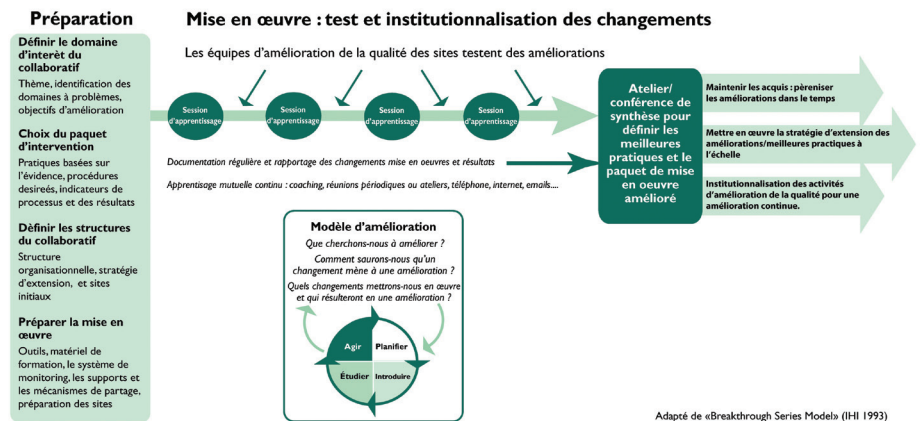 Préparation
Définir le domaine
d'interèt du
collaboratif
Thème, identification des
domaines à problèmes,
objectifs d'amélioration
Choix du paquet
d'intervention
Pratiques basées sur
l'évidence, procédures
desireés, indicateurs de
processus et des résultats
Dèfinir les structures
du collaboratif
Structure
organisationnelle, stratégie
d'extension, et sites
initiaux
Préparer la mise en
œuvre
Outils, matériel de
formation, le système de
monitoring, les supports et
les mécanismes de partage,
préparation des sites
Mise en œuvre : test et institutionnalisation des changements
Les équipes d'amélioration de la qualité des sites testent des améliorations
Session
d'apprentissage
Session
d'apprentissage
Session
d'apprentissage
Session
d'apprentissage
Documentation régulière et rapportage des changements mise en oeuvres et résultats
Apprentisage mutuelle continu : coaching, réunions périodiques ou ateliers, téléphone, internet, emails....
Atelier/
conférence de
synthèse pour
définir les
meilleures
pratiques et le
paquet de mise
en oeuvre
amélioré
Maintenir les acquis : pèreniser
les améliorations dans le temps
Mettre en œuvre la stratégie d'extension des
améliorations/meilleures practiques à
l'échelle
Institutionnalisation des activités
d'amélioration de la qualité pour une
amélioration continue.
Modèle d'amélioration
Que cherchons-nous à améliorer ?
Comment saurons-nous qu'un
changement mène à une amélioration ?
Quels changements mettrons-nous en œuvre
et qui résulteront en une amélioration ?
Agir
Planifier
Étudier
Introduire
Adapté de «Breakthrough Series Model» (IHI 1993)